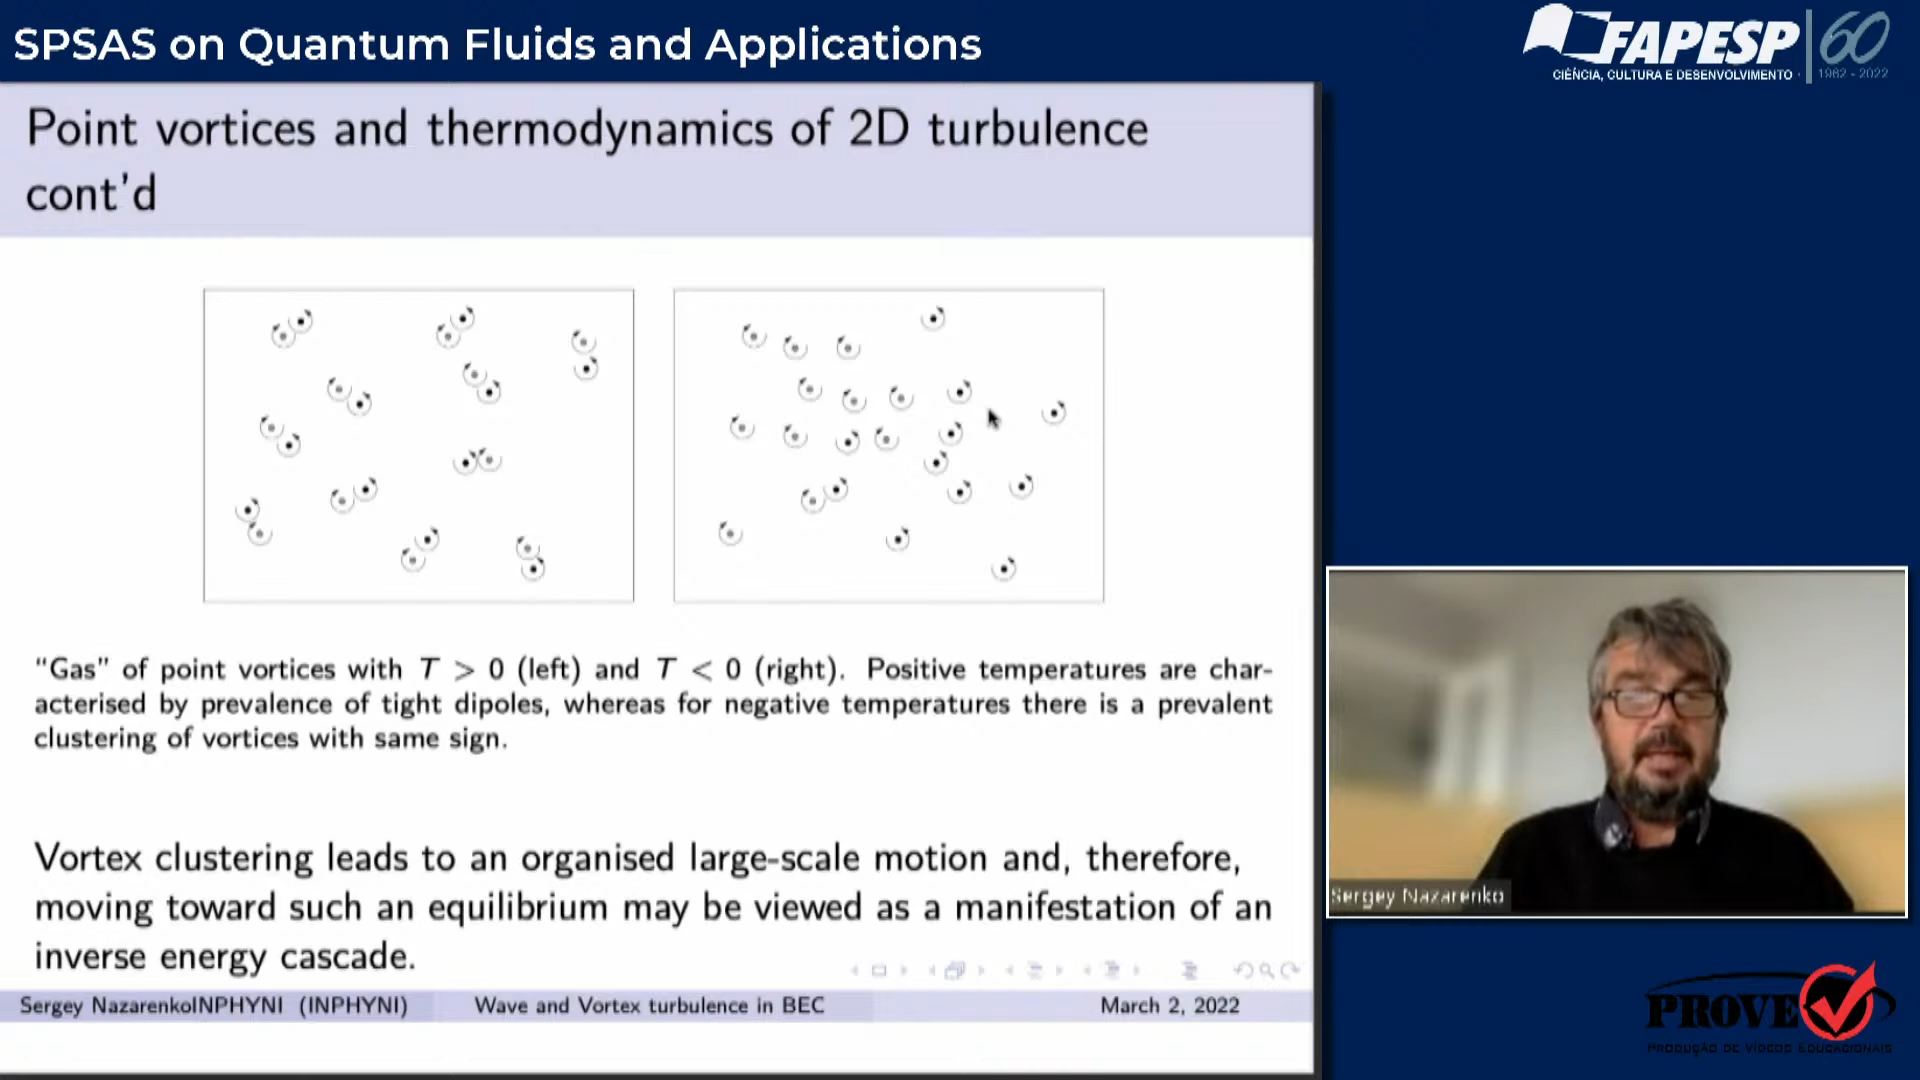 SPSAS on Quantum Fluids and Applications
FAPESP 60
CIÊNCIA, CULTURA E DESENVOLVIMENTO
1962 - 2022
Point vortices and thermodynamics of 2D turbulence
cont'd
"Gas" of point vortices with T > 0 (left) and T < 0 (right). Positive temperatures are char-
acterised by prevalence of tight dipoles, whereas for negative temperatures there is a prevalent
clustering of vortices with same sign.
Vortex clustering leads to an organised large-scale motion and, therefore,
moving toward such an equilibrium may be viewed as a manifestation of an
inverse energy cascade.
Sergey NazarenkoINPHYNI (INPHYNI) Wave and Vortex turbulence in BEC March 2, 2022
Sergey Nazarenko
PROVE
PRODUÇÃO DE VÍDEOS EDUCACIONAIS